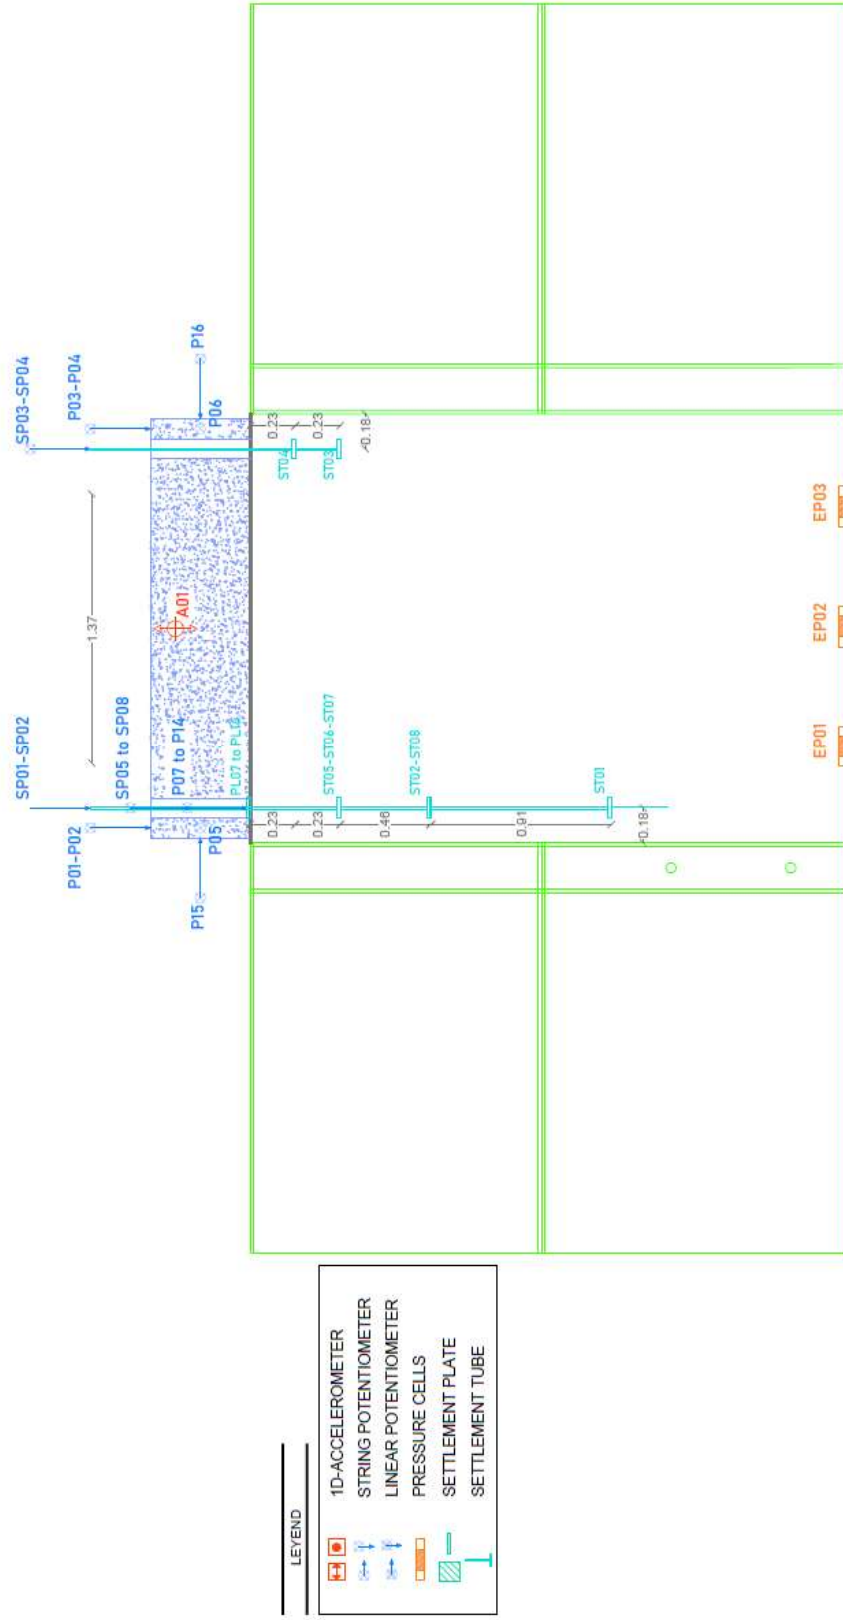 SP03-SP04
P03-P04
P16
P06
0.23
0.23
0.18
ST04
ST03
EP03
1.37
A01
EP02
SP01-SP02
SP05 to SP08
P07 to P14
PL07 to PL14
ST05-ST06-ST07
ST02-ST08
ST01
EP01
P01-P02
P15
P05
0.23
0.23
0.46
0.91
0.18
LEYEND
1D-ACCELEROMETER
STRING POTENTIOMETER
LINEAR POTENTIOMETER
PRESSURE CELLS
SETTLEMENT PLATE
SETTLEMENT TUBE